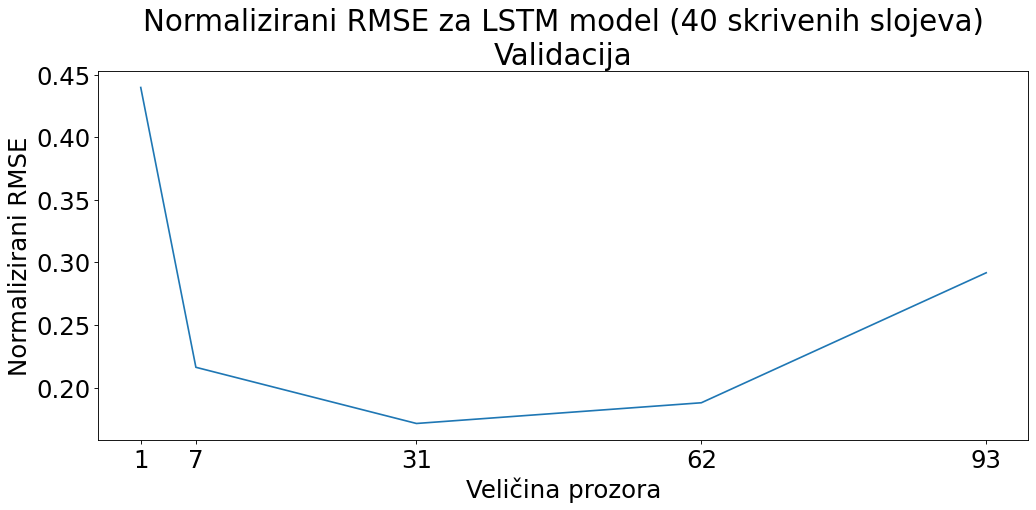 Normalizirani RMSE za LSTM model (40 skrivenih slojeva)
Validacija
Normalizirani RMSE
0.45
0.40
0.35
0.30
0.25
0.20
1 7 31 62 93
Veličina prozora